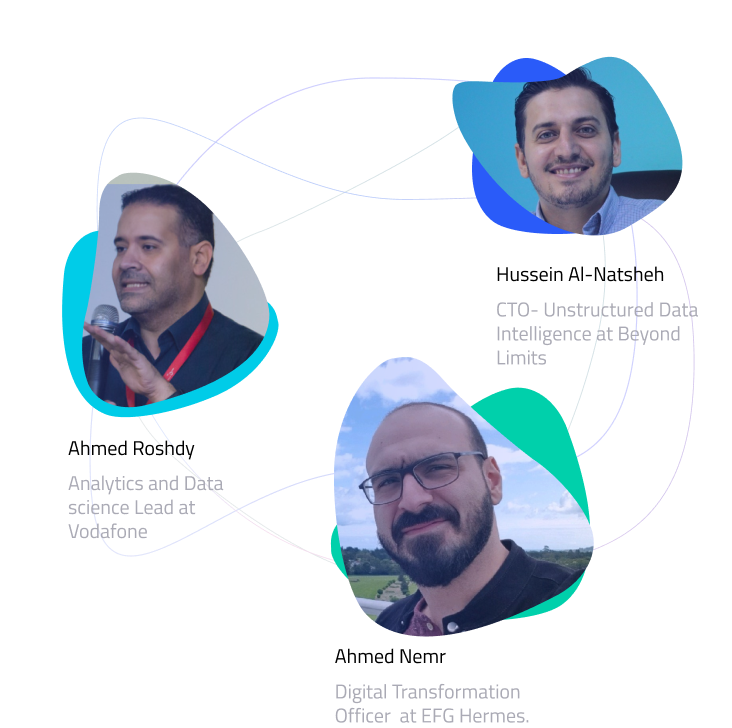 Hussein Al-Natsheh
CTO- Unstructured Data
Intelligence at Beyond
Limits
Ahmed Roshdy
Analytics and Data
science Lead at
Vodafone
Ahmed Nemr
Digital Transformation
Officer  at EFG Hermes.